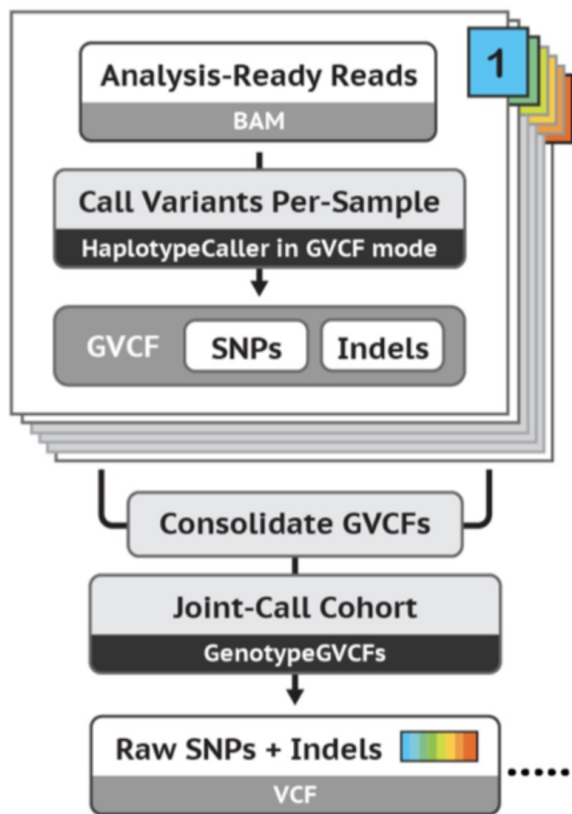 1
Analysis-Ready Reads
BAM
Call Variants Per-Sample
HaplotypeCaller in GVCF mode
GVCF SNPs Indels
Consolidate GVCFs
Joint-Call Cohort
GenotypeGVCFs
Raw SNPs + Indels
VCF